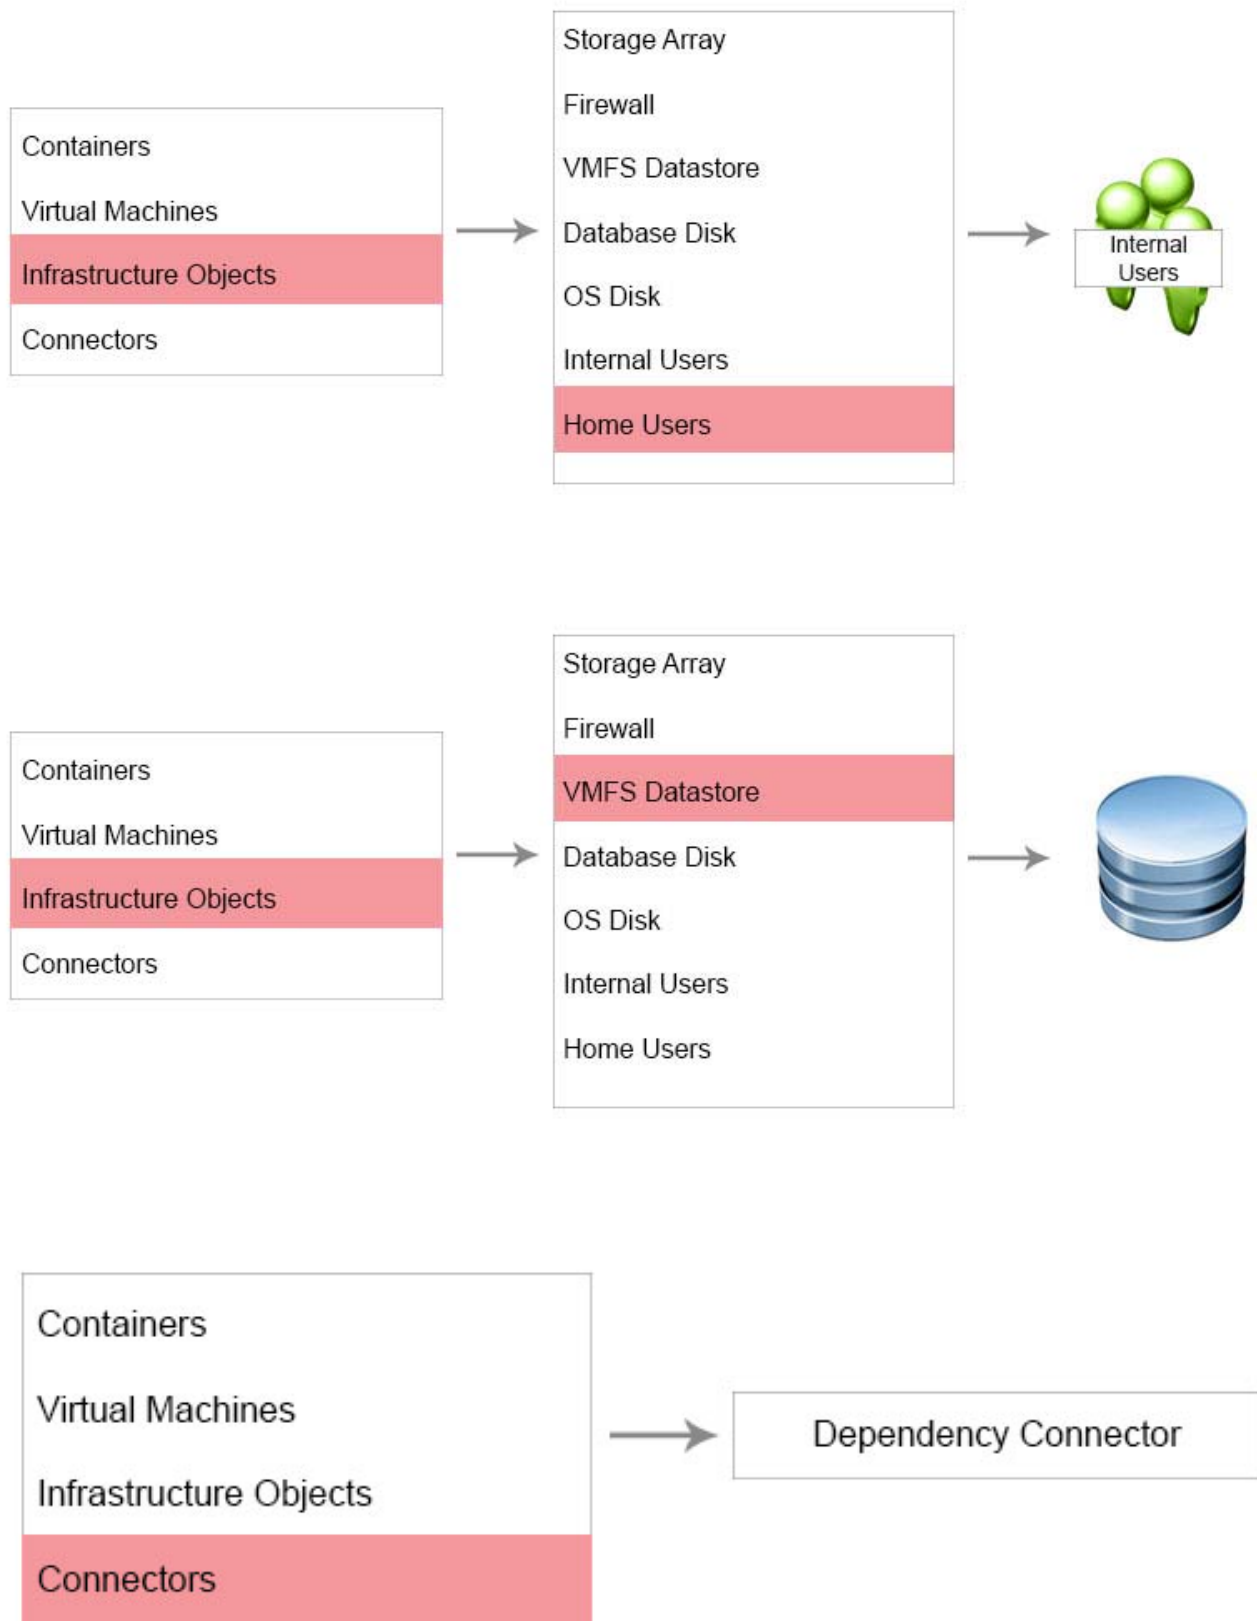 Containers
Virtual Machines
Infrastructure Objects
Connectors
Storage Array
Firewall
VMFS Datastore
Database Disk
OS Disk
Internal Users
Home Users
Internal
Users
Containers
Virtual Machines
Infrastructure Objects
Connectors
Storage Array
Firewall
VMFS Datastore
Database Disk
OS Disk
Internal Users
Home Users
Containers
Virtual Machines
Infrastructure Objects
Connectors
Dependency Connector